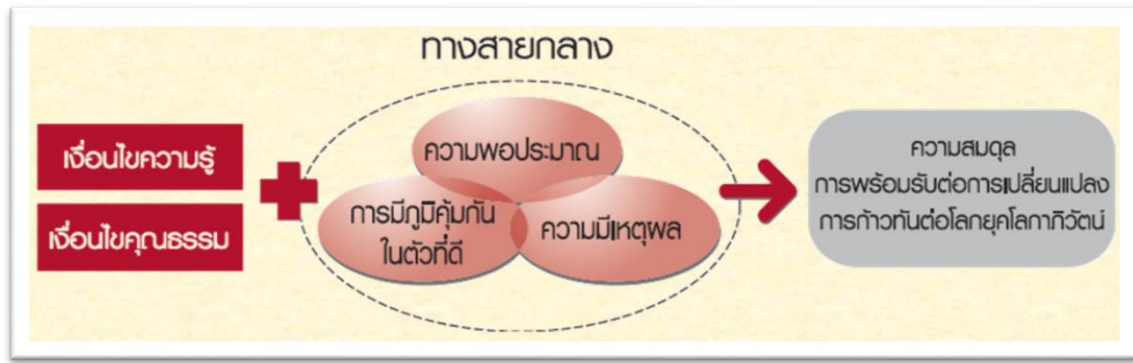 ทางสายกลาง
เงื่อนไขความรู้
เงื่อนไขคุณธรรม
ความพอประมาณ
การมีภูมิคุ้มกัน
ในตัวที่ดี
ความมีเหตุผล
ความสมดุล
การพร้อมรับต่อการเปลี่ยนแปลง
การก้าวทันต่อโลกยุคโลกาภิวัตน์